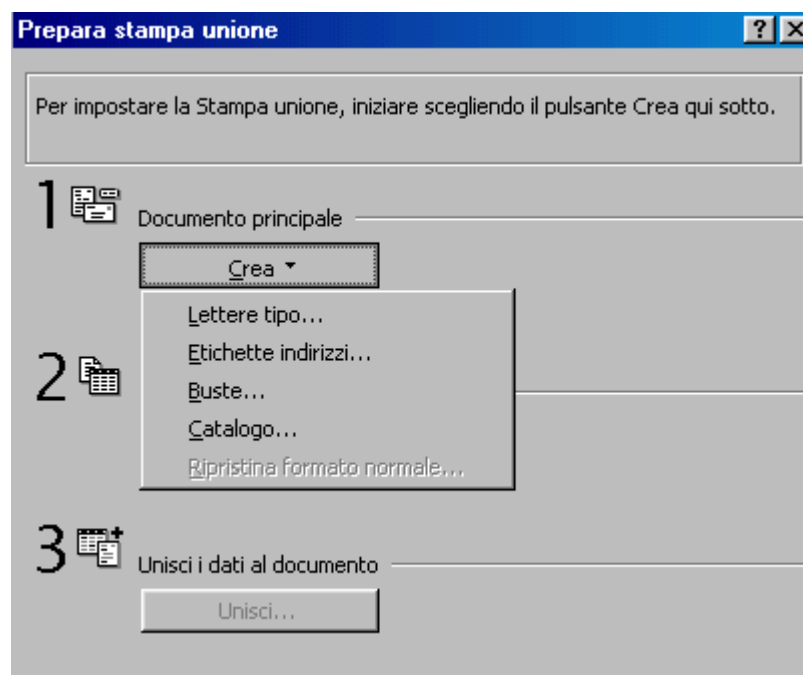 Prepara stampa unione
Per impostare la Stampa unione, iniziare scegliendo il pulsante Crea qui sotto.
1
Documento principale
Crea
Lettere tipo...
Etichette indirizzi...
2
Buste...
Catalogo...
Ripristina formato normale...
3
Unisci i dati al documento
Unisci...